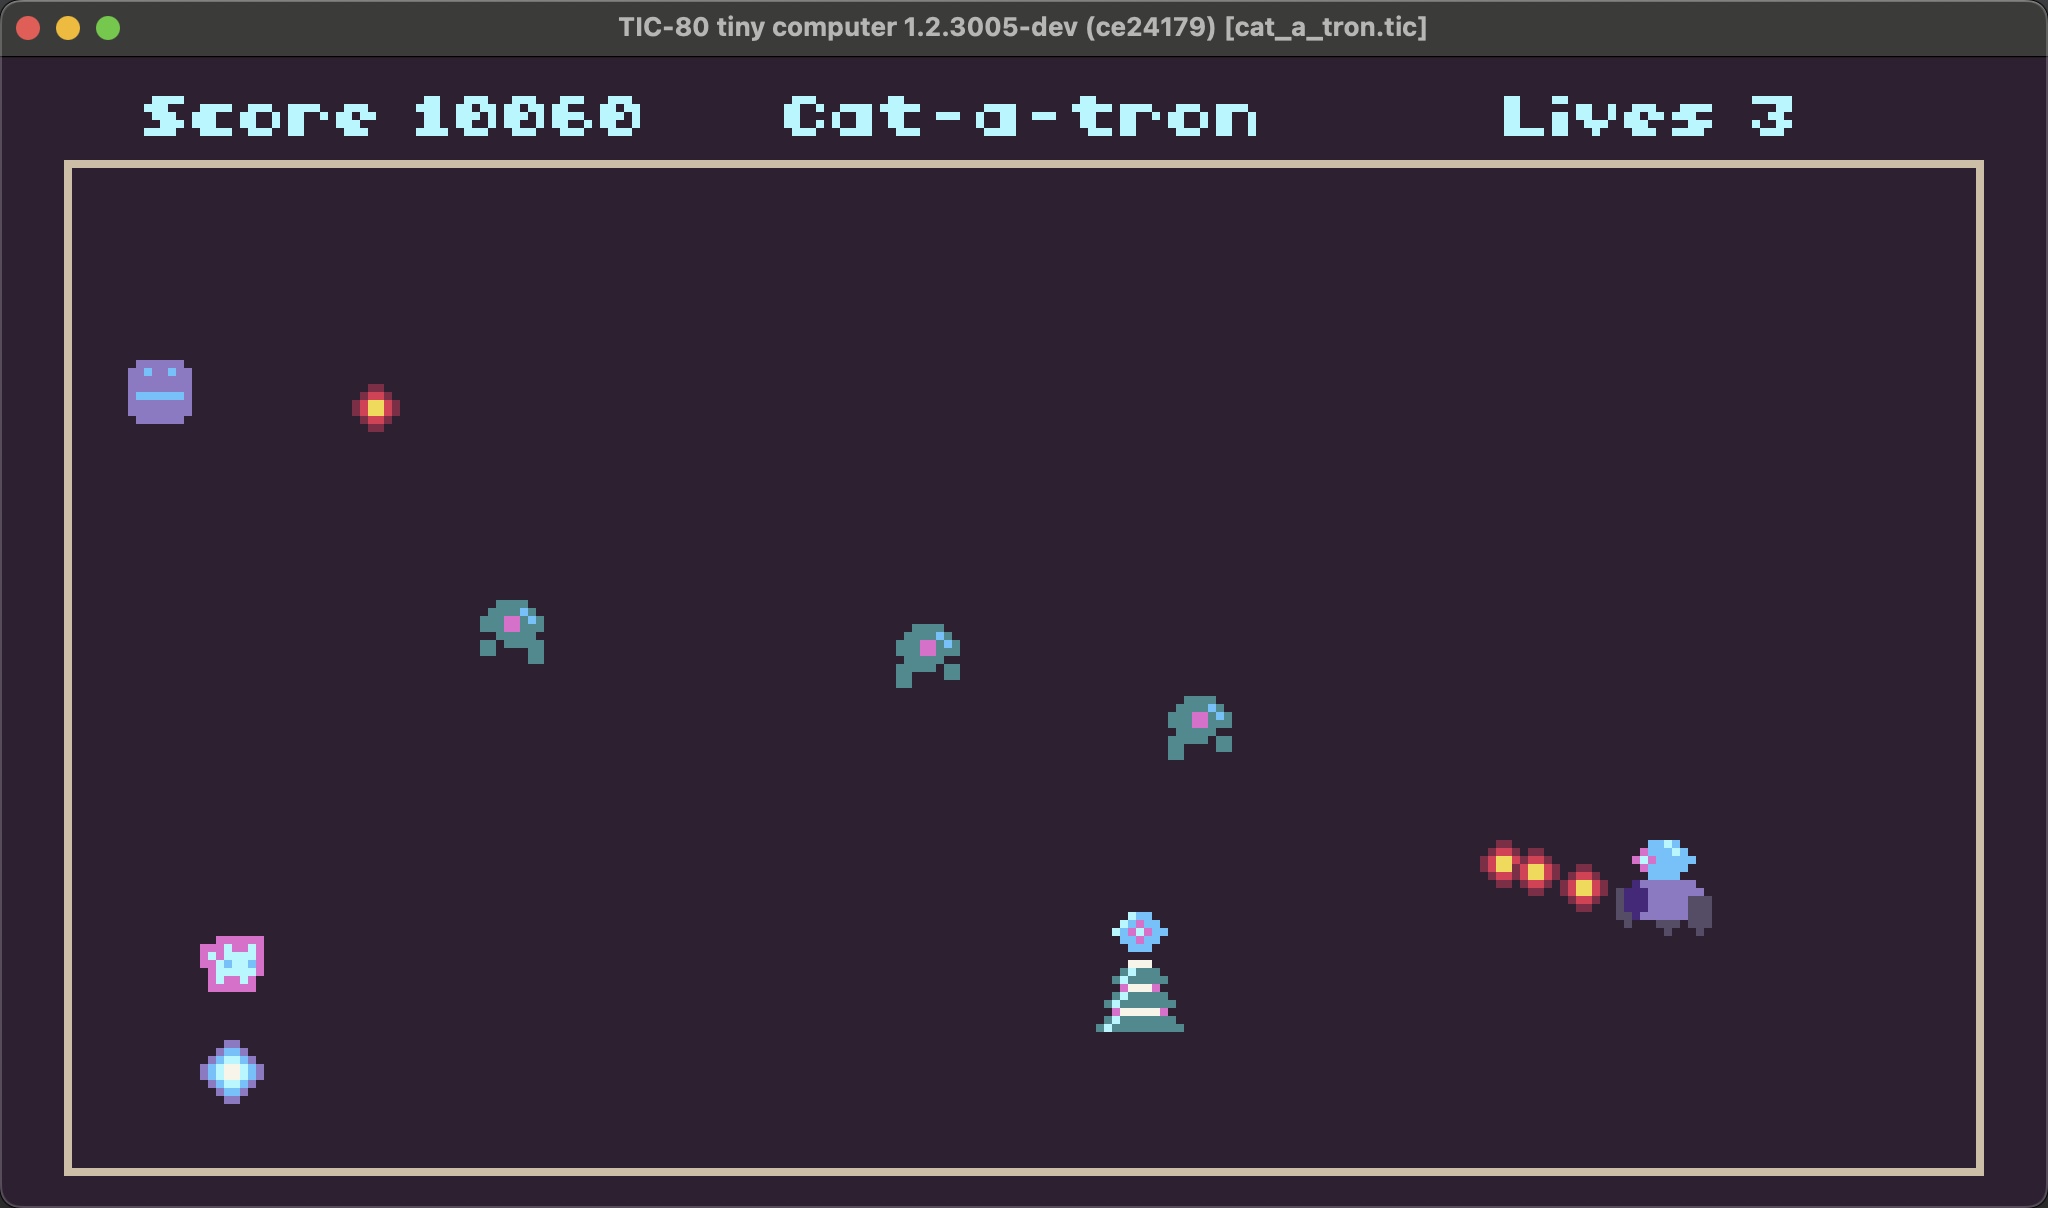 TIC-80 tiny computer 1.2.3005-dev (ce24179) [cat_a_tron.tic]
Score 10060 Cat-a-tron Lives 3